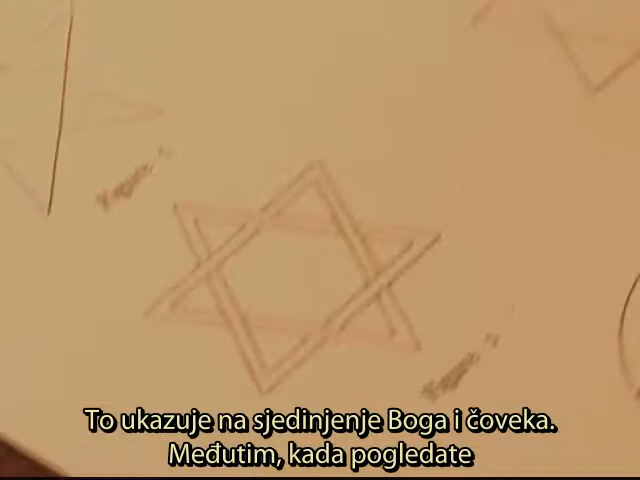 To ukazuje na sjedinjenje Boga i čoveka.
Međutim, kada pogledate